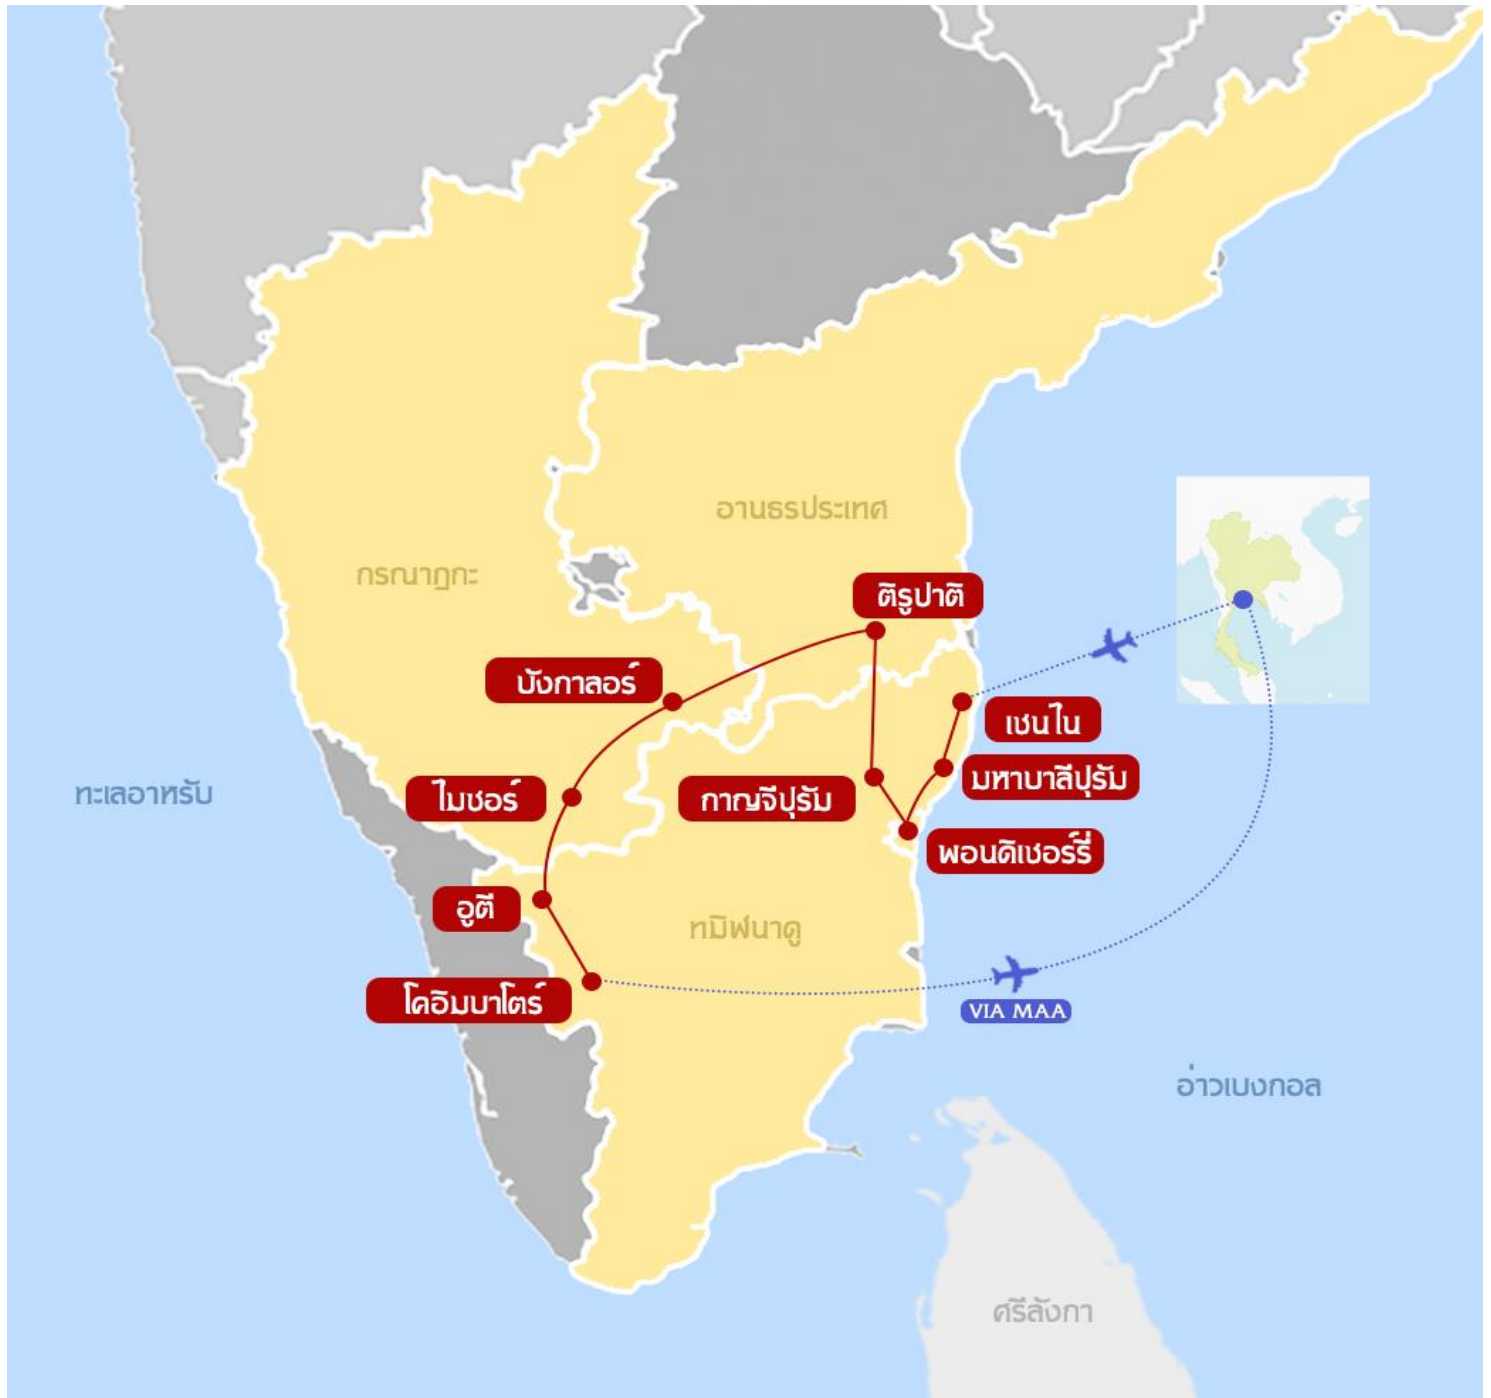 อานธรประเทศ
กรณาฏกะ
ติรูปาติ
บังกาลอร์
เชนไน
มหาบาลีปุรัม
ทะเลอาหรับ
ไมชอร์
กาญจีปุรัม
พอนดิเชอร์รี่
อูตี
ทมิฬนาดู
โคอิมบาโตร์
VIA MAA
อ่าวเบงกอล
ศรีลังกา